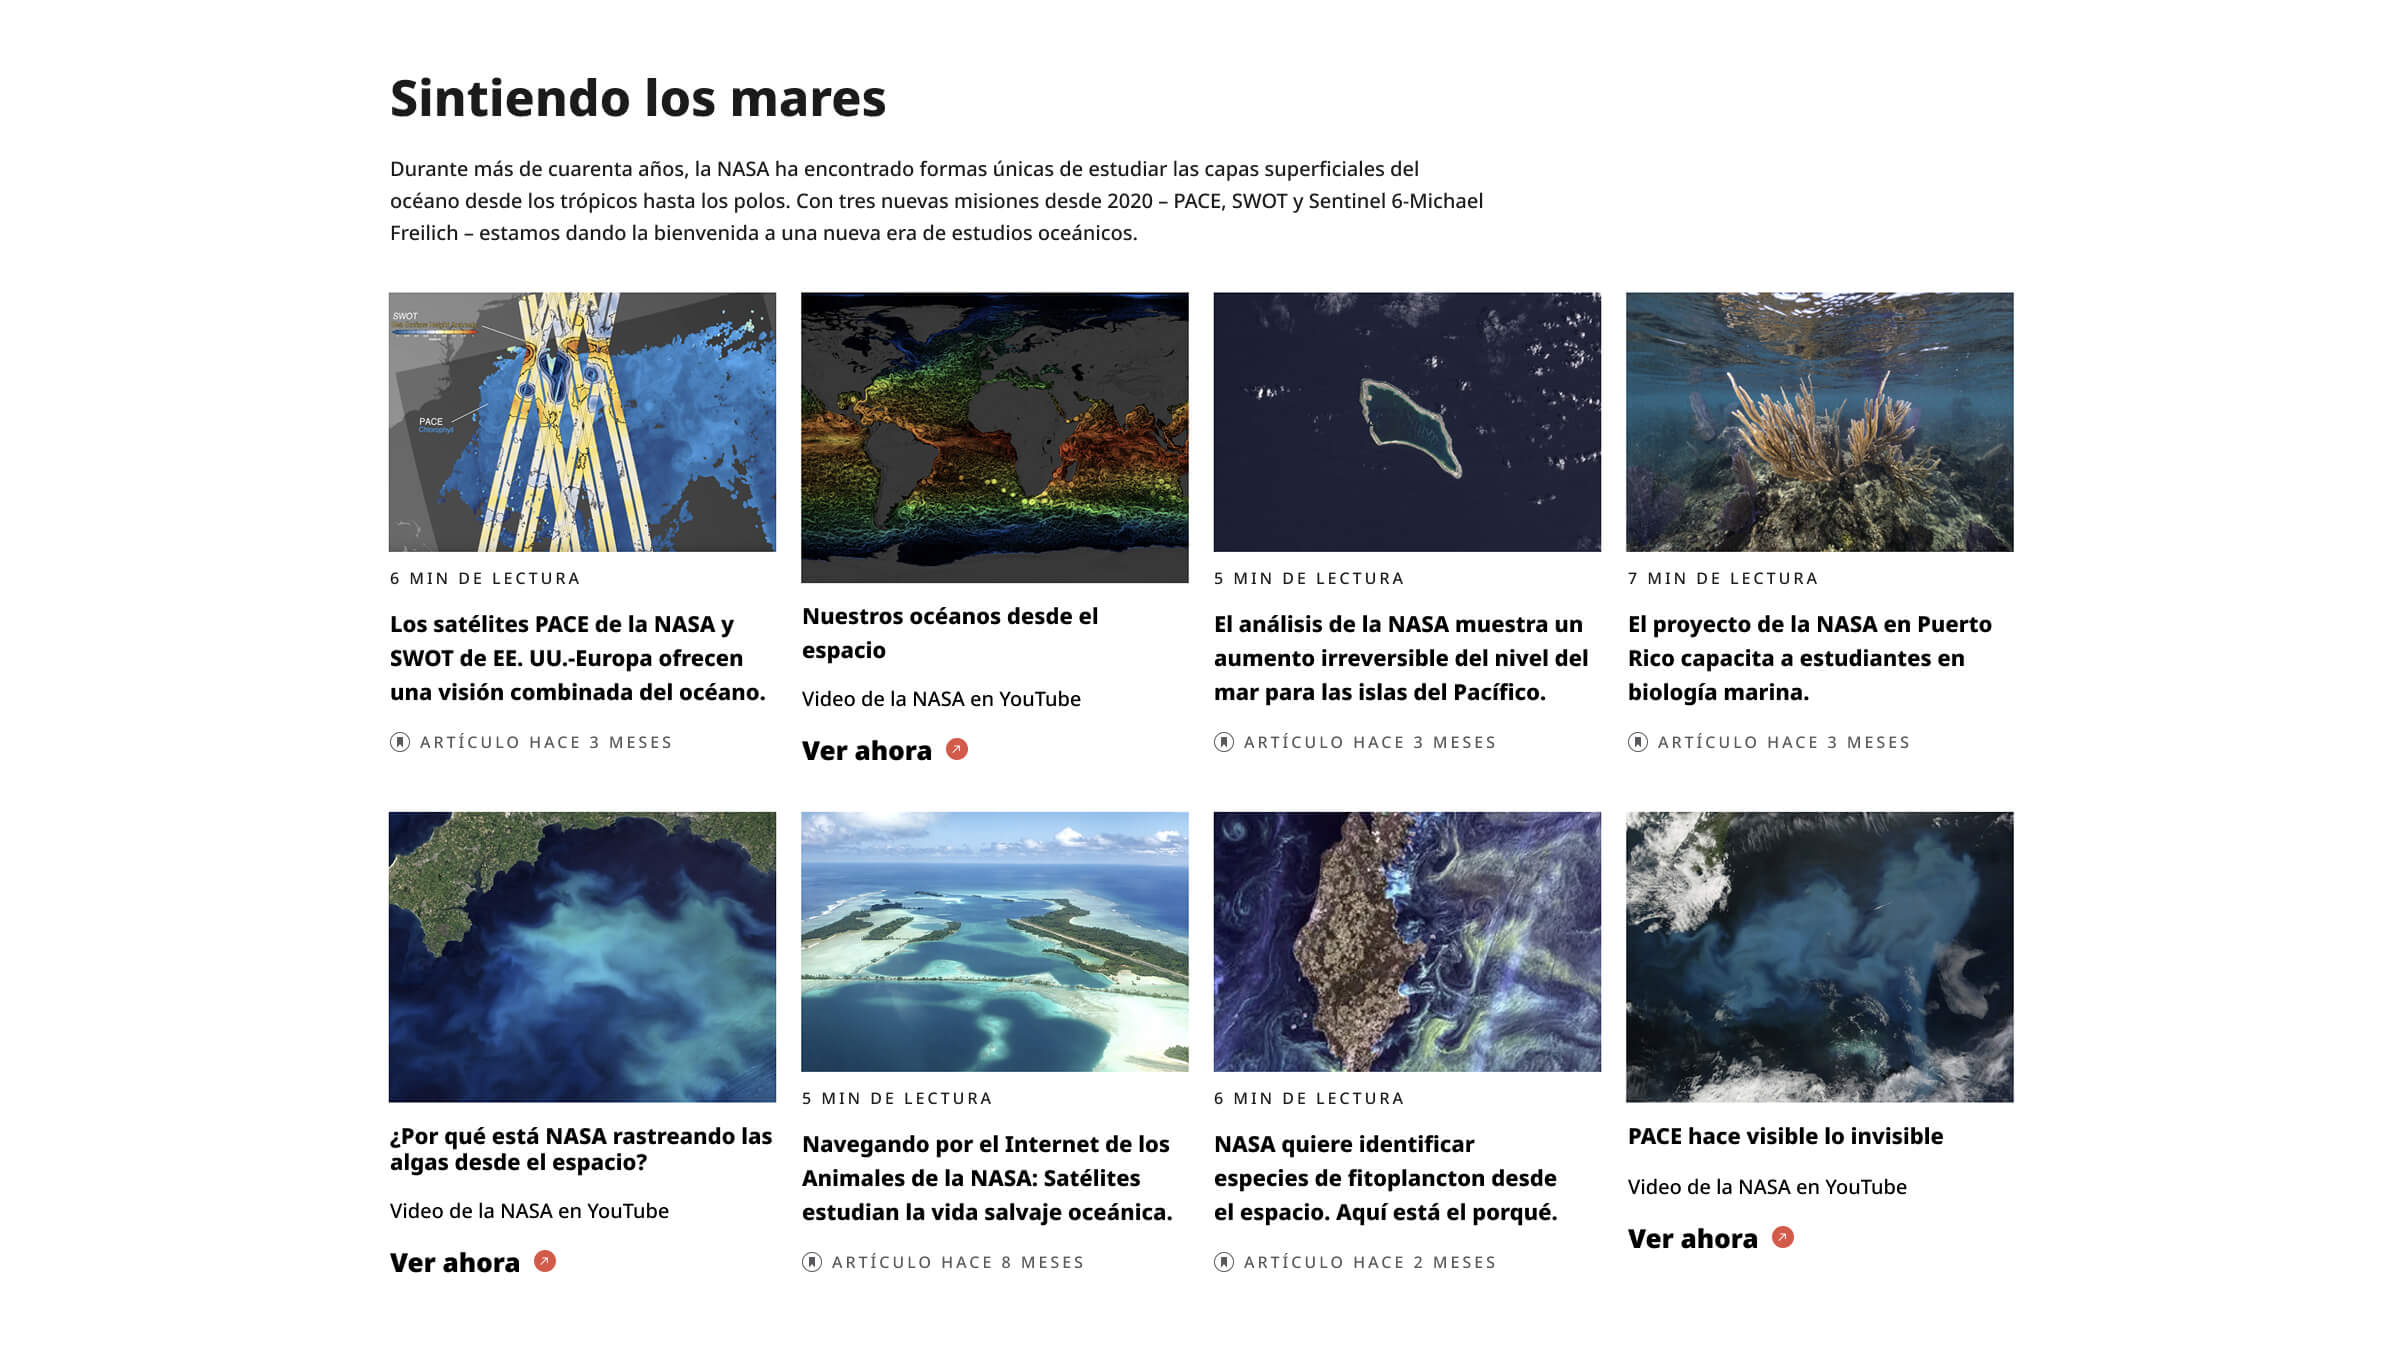 Sintiendo los mares
Durante más de cuarenta años, la NASA ha encontrado formas únicas de estudiar las capas superficiales del
océano desde los trópicos hasta los polos. Con tres nuevas misiones desde 2020 – PACE, SWOT y Sentinel 6-Michael
Freilich – estamos dando la bienvenida a una nueva era de estudios oceánicos.
SWOT
PACE
Chlorophyll
6 MIN DE LECTURA
Los satélites PACE de la NASA y
SWOT de EE. UU.-Europa ofrecen
una visión combinada del océano.
ARTÍCULO HACE 3 MESES
Nuestros océanos desde el
espacio
Video de la NASA en YouTube
Ver ahora
5 MIN DE LECTURA
El análisis de la NASA muestra un
aumento irreversible del nivel del
mar para las islas del Pacífico.
ARTÍCULO HACE 3 MESES
7 MIN DE LECTURA
El proyecto de la NASA en Puerto
Rico capacita a estudiantes en
biología marina.
ARTÍCULO HACE 3 MESES
¿Por qué está NASA rastreando las
algas desde el espacio?
Video de la NASA en YouTube
Ver ahora
5 MIN DE LECTURA
Navegando por el Internet de los
Animales de la NASA: Satélites
estudian la vida salvaje oceánica.
ARTÍCULO HACE 8 MESES
6 MIN DE LECTURA
NASA quiere identificar
especies de fitoplancton desde
el espacio. Aquí está el porqué.
ARTÍCULO HACE 2 MESES
PACE hace visible lo invisible
Video de la NASA en YouTube
Ver ahora